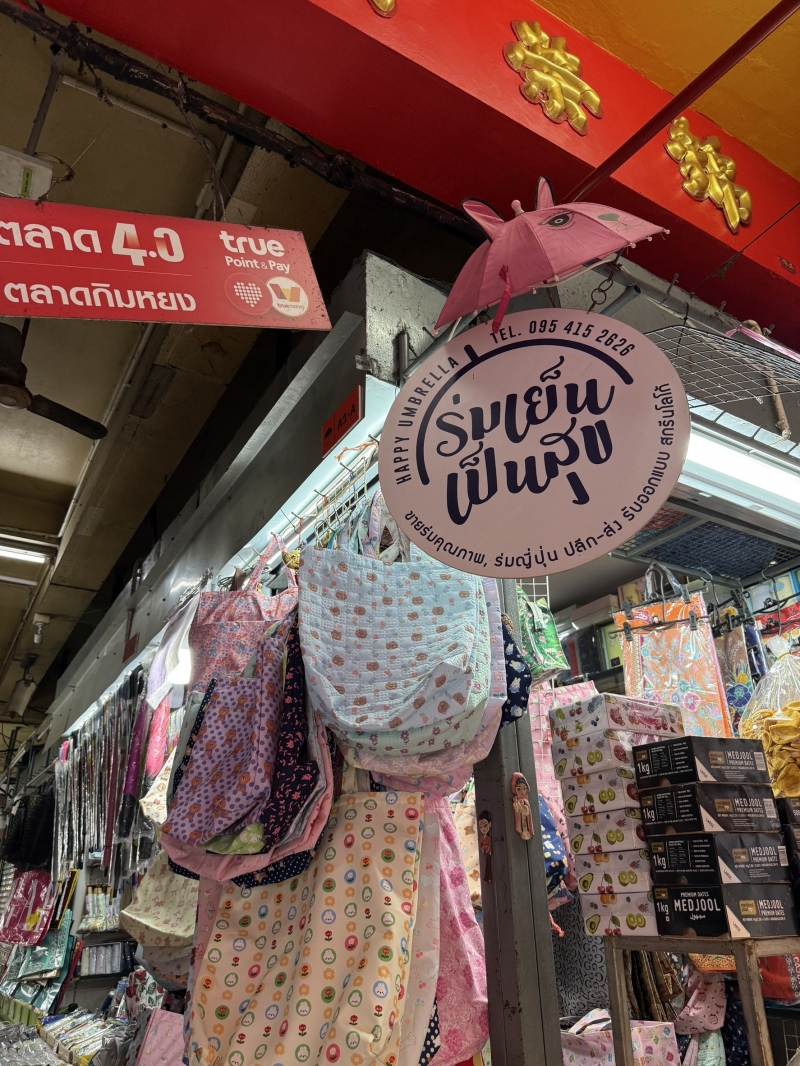 ตลาด 4.0
true
Point & Pay
ตลาดกิมหยง
A1-A
HAPPY UMBRELLA
TEL. 095 415 2626
ร่มเย็น
เป็นสุข
ขายร่มคุณภาพ, ร่มญี่ปุ่น ปลีก-ส่ง รับออกแบบ สกรีนโลโก้
1kg
MEDJOOL
PREMIUM DATES
1kg
MEDJOOL
PREMIUM DATES
1kg
MEDJOOL
PREMIUM DATES
1kg
PREMIUM DATES
MEDJOOL
MEDJOOL
PREMIUM DATES